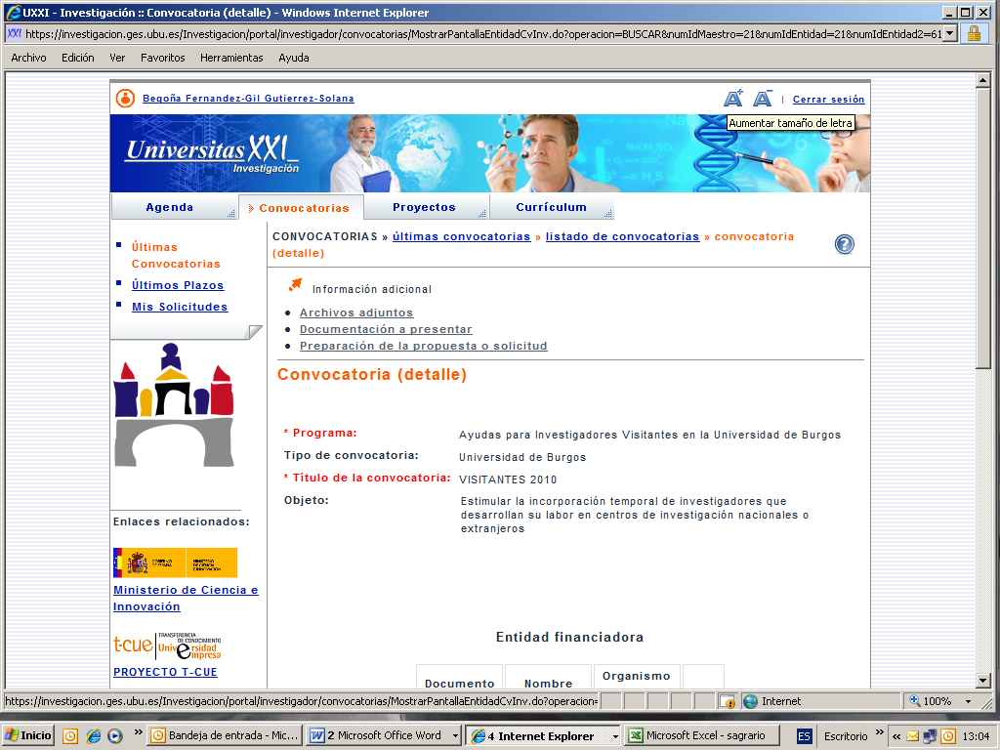 UXXI - Investigación :: Convocatoria (detalle) - Windows Internet Explorer
XXI https://investigacion.ges.ubu.es/Investigacion/portal/investigador/convocatorias/MostrarPantallaEntidadCvInv.do?operacion=BUSCAR&numIdMaestro=21&numIdEntidad=21&numIdEntidad2=61
Archivo Edición Ver Favoritos Herramientas Ayuda
Begoña Fernandez-Gil Gutierrez-Solana
A+ A- | Cerrar sesión
Aumentar tamaño de letra
Universitas XXI_
Investigación
Agenda Convocatorias Proyectos Currículum
CONVOCATORIAS » últimas convocatorias » listado de convocatorias » convocatoria
(detalle)
?
Últimas
Convocatorias
Últimos Plazos
Mis Solicitudes
Información adicional
Archivos adjuntos
Documentación a presentar
Preparación de la propuesta o solicitud
Convocatoria (detalle)
* Programa: Ayudas para Investigadores Visitantes en la Universidad de Burgos
Tipo de convocatoria: Universidad de Burgos
* Título de la convocatoria: VISITANTES 2010
Objeto: Estimular la incorporación temporal de investigadores que
desarrollan su labor en centros de investigación nacionales o
extranjeros
Enlaces relacionados:
GOBIERNO
DE ESPAÑA
MINISTERIO
DE CIENCIA
E INNOVACIÓN
Ministerio de Ciencia e
Innovación
t-cue
TRANSFERENCIA
DE CONOCIMIENTO
Universidad
Empresa
PROYECTO T-CUE
Entidad financiadora
Documento Nombre Organismo
https://investigacion.ges.ubu.es/Investigacion/portal/investigador/convocatorias/MostrarPantallaEntidadCvInv.do?operacion= Internet 100%
Inicio » Bandeja de entrada - Mic... 2 Microsoft Office Word 4 Internet Explorer Microsoft Excel - sagrario ES Escritorio » « 13:04